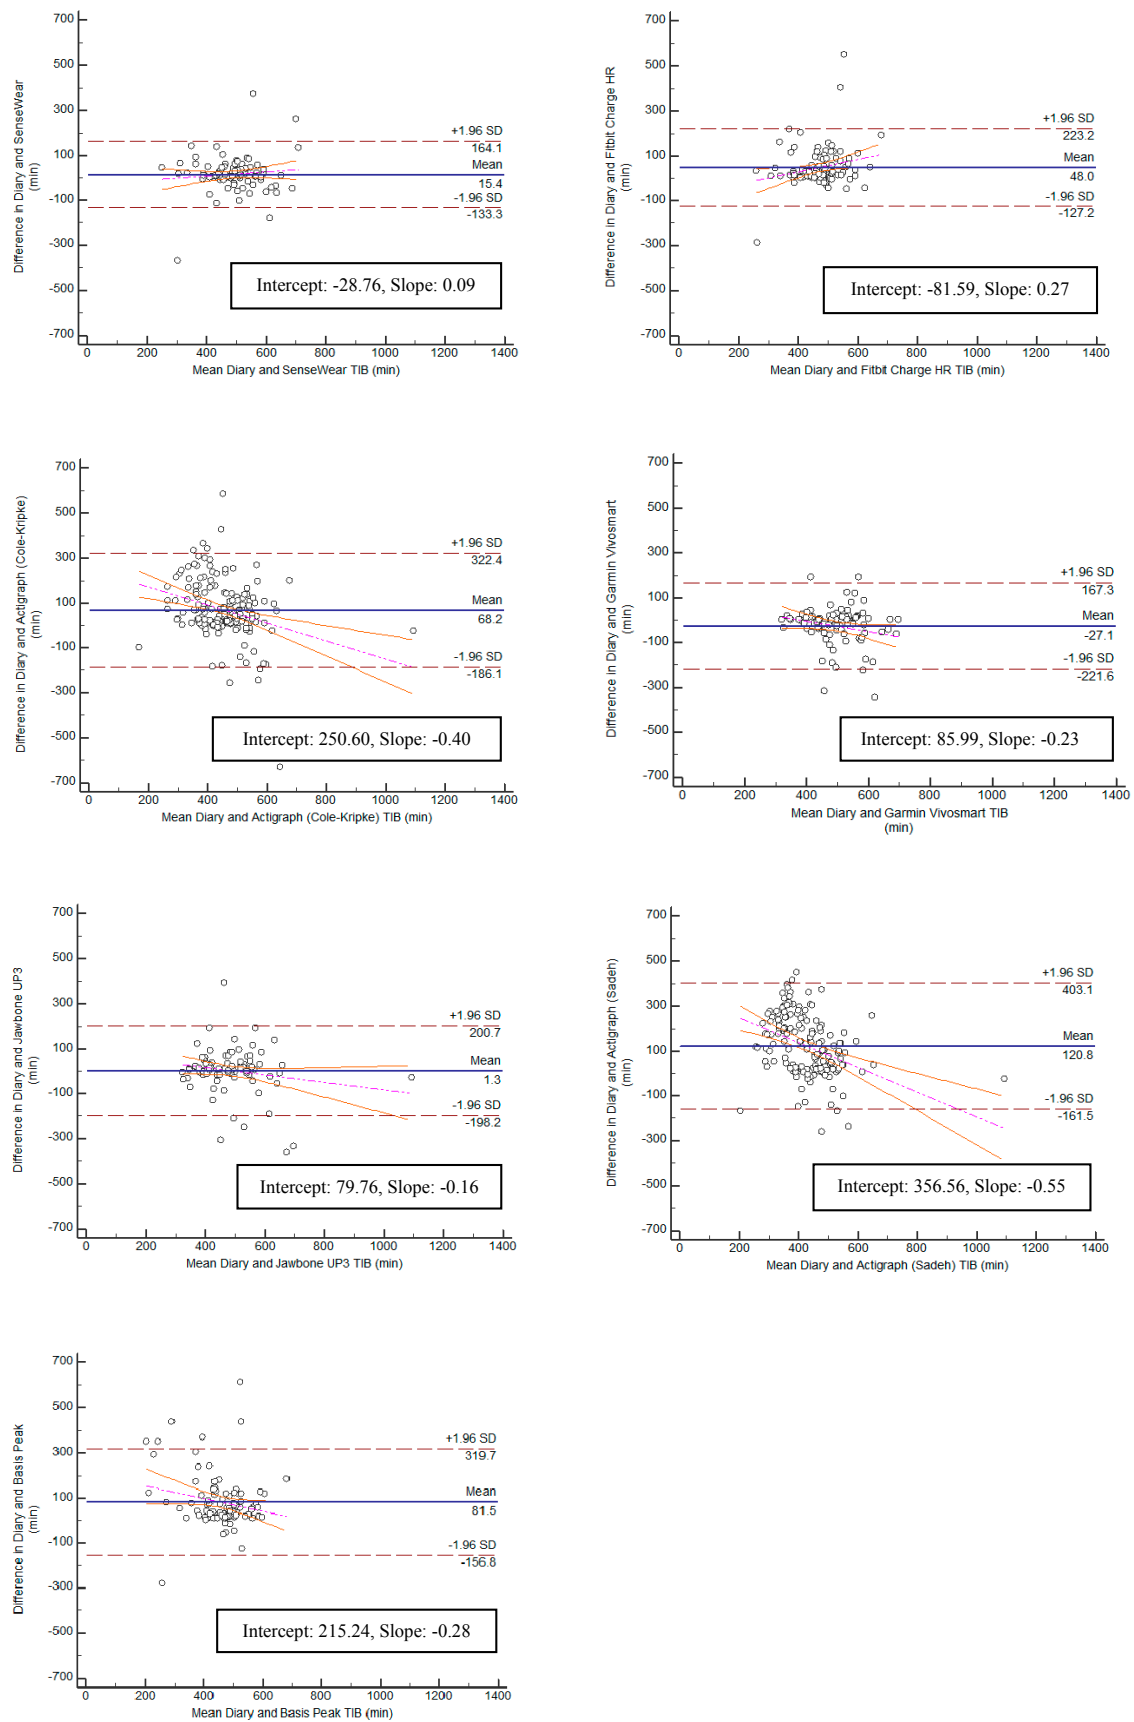 700
500
300
100
-100
-300
-500
-700
Difference in Diary and SenseWear
(min)
+1.96 SD
164.1
Mean
15.4
-1.96 SD
-133.3
Intercept: -28.76, Slope: 0.09
0 200 400 600 800 1000 1200 1400
Mean Diary and SenseWear TIB (min)
700
500
300
100
-100
-300
-500
-700
Difference in Diary and Fitbit Charge HR
(min)
+1.96 SD
223.2
Mean
48.0
-1.96 SD
-127.2
Intercept: -81.59, Slope: 0.27
0 200 400 600 800 1000 1200 1400
Mean Diary and Fitbit Charge HR TIB (min)
700
500
300
100
-100
-300
-500
-700
Difference in Diary and Actigraph (Cole-Kripke)
(min)
+1.96 SD
322.4
Mean
68.2
-1.96 SD
-186.1
Intercept: 250.60, Slope: -0.40
0 200 400 600 800 1000 1200 1400
Mean Diary and Actigraph (Cole-Kripke) TIB (min)
700
500
300
100
-100
-300
-500
-700
Difference in Diary and Garmin Vivosmart
(min)
+1.96 SD
167.3
Mean
-27.1
-1.96 SD
-221.6
Intercept: 85.99, Slope: -0.23
0 200 400 600 800 1000 1200 1400
Mean Diary and Garmin Vivosmart TIB
(min)
700
500
300
100
-100
-300
-500
-700
Difference in Diary and Jawbone UP3
(min)
+1.96 SD
200.7
Mean
1.3
-1.96 SD
-198.2
Intercept: 79.76, Slope: -0.16
0 200 400 600 800 1000 1200 1400
Mean Diary and Jawbone UP3 TIB (min)
700
500
300
100
-100
-300
-500
-700
Difference in Diary and Actigraph (Sadeh)
(min)
+1.96 SD
403.1
Mean
120.8
-1.96 SD
-161.5
Intercept: 356.56, Slope: -0.55
0 200 400 600 800 1000 1200 1400
Mean Diary and Actigraph (Sadeh) TIB (min)
700
500
300
100
-100
-300
-500
-700
Difference in Diary and Basis Peak
(min)
+1.96 SD
319.7
Mean
81.5
-1.96 SD
-156.8
Intercept: 215.24, Slope: -0.28
0 200 400 600 800 1000 1200 1400
Mean Diary and Basis Peak TIB (min)